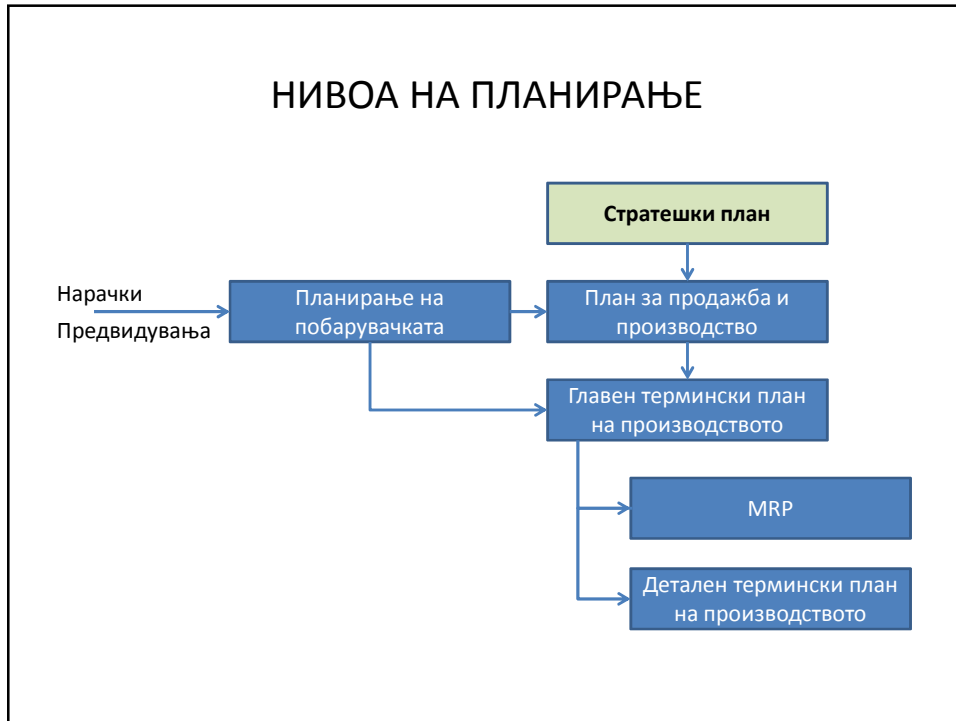 НИВОА НА ПЛАНИРАЊЕ
Стратешки план
Нарачки
Предвидувања
Планирање на
побарувачката
План за продажба и
производство
Главен термински план
на производството
MRP
Детален термински план
на производството